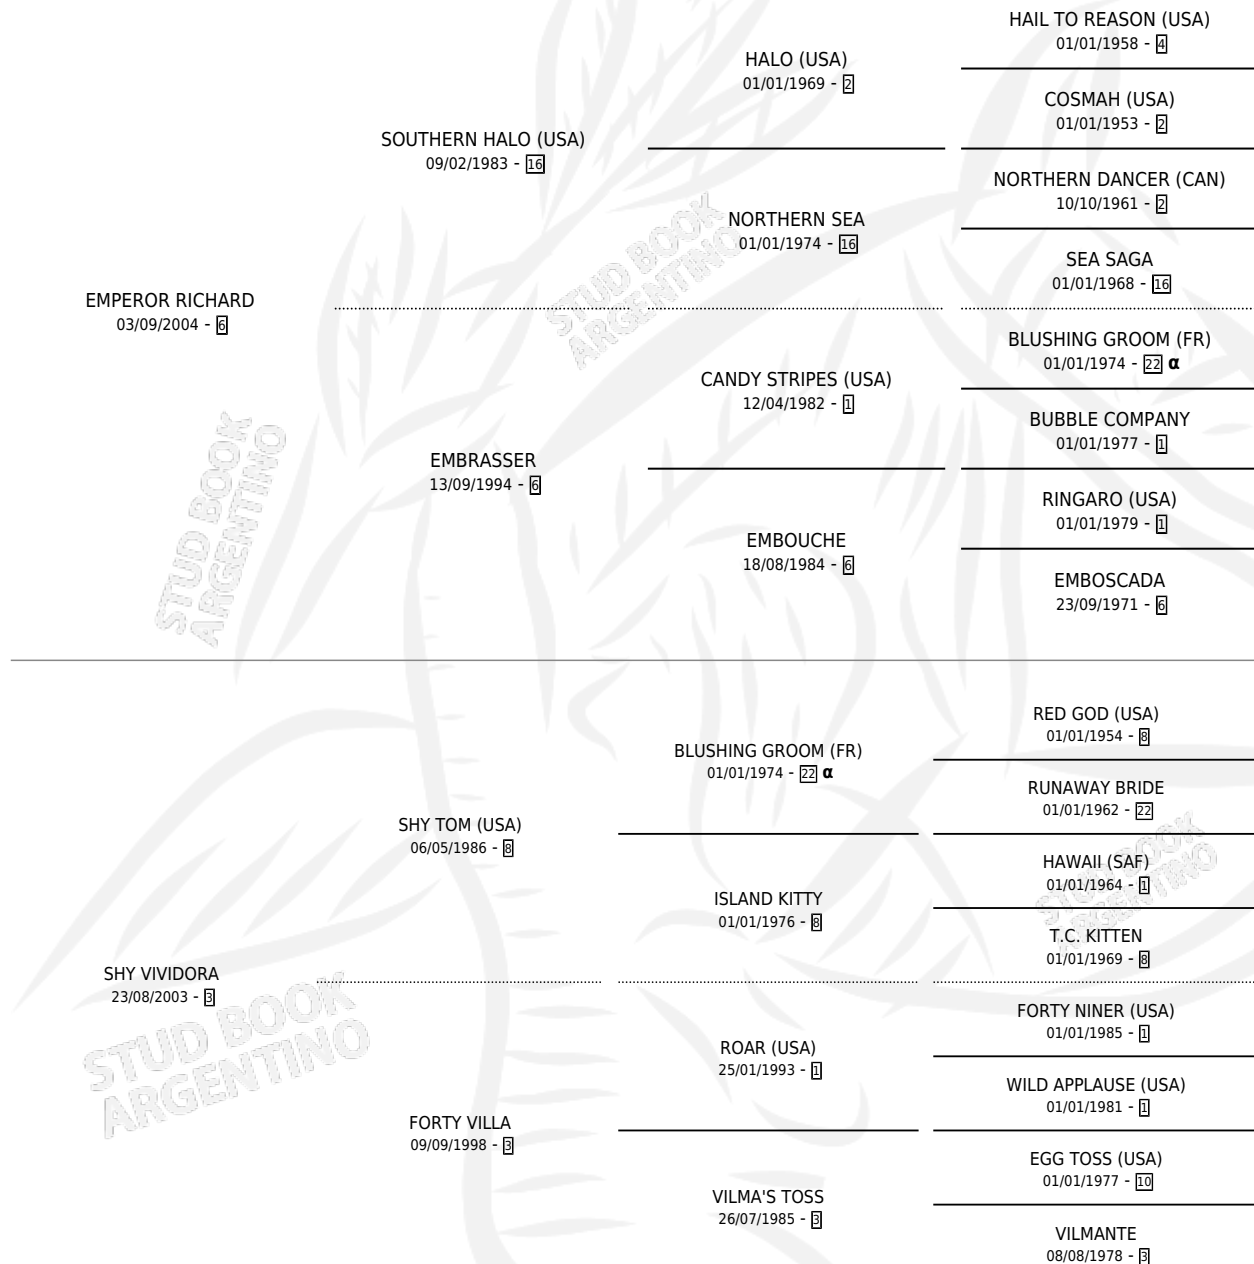 HAIL TO REASON (USA)
01/01/1958 - 4
HALO (USA)
01/01/1969 - 2
COSMAH (USA)
01/01/1953 - 2
SOUTHERN HALO (USA)
09/02/1983 - 16
NORTHERN DANCER (CAN)
10/10/1961 - 2
NORTHERN SEA
01/01/1974 - 16
SEA SAGA
01/01/1968 - 16
STUD BOOK
ARGENTINO
EMPEROR RICHARD
03/09/2004 - 6
BLUSHING GROOM (FR)
01/01/1974 - 22 α
CANDY STRIPES (USA)
12/04/1982 - 1
BUBBLE COMPANY
01/01/1977 - 1
EMBRASSER
13/09/1994 - 6
RINGARO (USA)
01/01/1979 - 1
EMBOUCHE
18/08/1984 - 6
EMBOSCADA
23/09/1971 - 6
STUD BOOK
ARGENTINO
RED GOD (USA)
01/01/1954 - 8
BLUSHING GROOM (FR)
01/01/1974 - 22 α
RUNAWAY BRIDE
01/01/1962 - 22
SHY TOM (USA)
06/05/1986 - 8
HAWAII (SAF)
01/01/1964 - 1
STUD BOOK
ARGENTINO
ISLAND KITTY
01/01/1976 - 8
T.C. KITTEN
01/01/1969 - 8
SHY VIVIDORA
23/08/2003 - 3
STUD BOOK
ARGENTINO
FORTY NINER (USA)
01/01/1985 - 1
ROAR (USA)
25/01/1993 - 1
WILD APPLAUSE (USA)
01/01/1981 - 1
FORTY VILLA
09/09/1998 - 3
EGG TOSS (USA)
01/01/1977 - 10
VILMA'S TOSS
26/07/1985 - 3
VILMANTE
08/08/1978 - 3